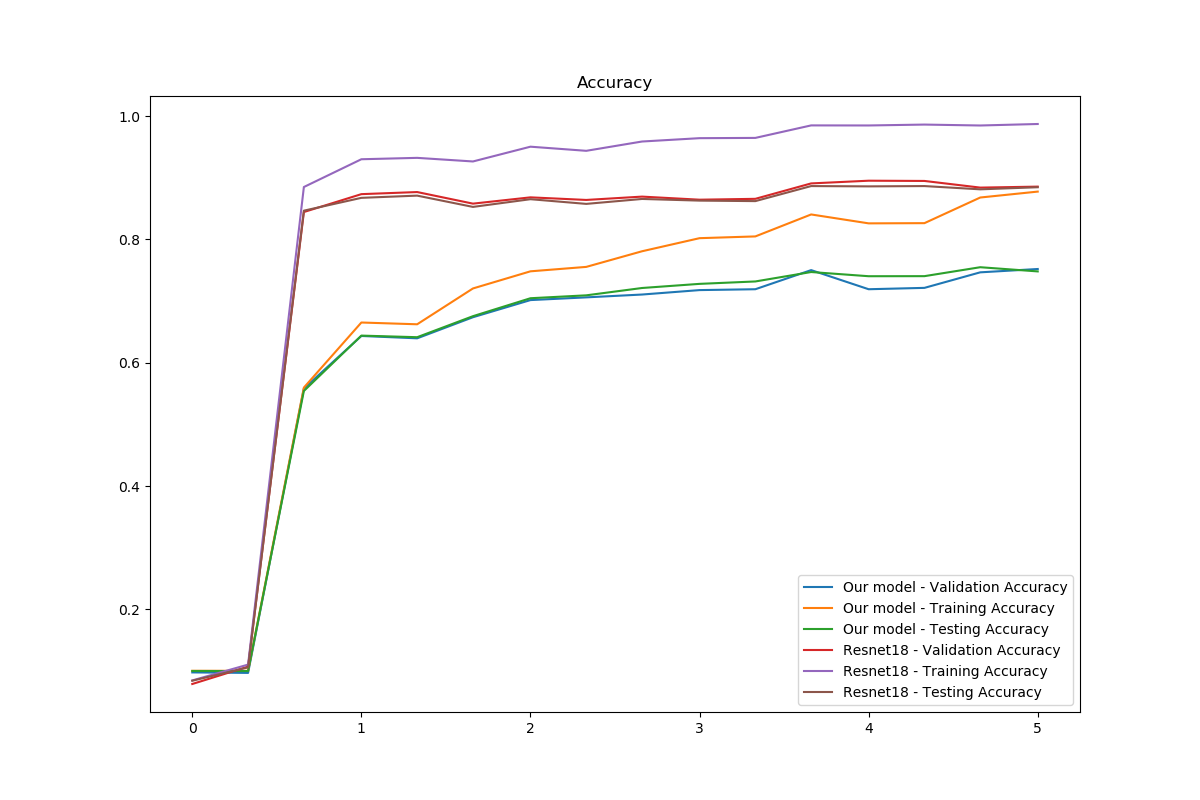 Accuracy
1.0
0.8
0.6
0.4
0.2
0 1 2 3 4 5
Our model - Validation Accuracy
Our model - Training Accuracy
Our model - Testing Accuracy
Resnet18 - Validation Accuracy
Resnet18 - Training Accuracy
Resnet18 - Testing Accuracy